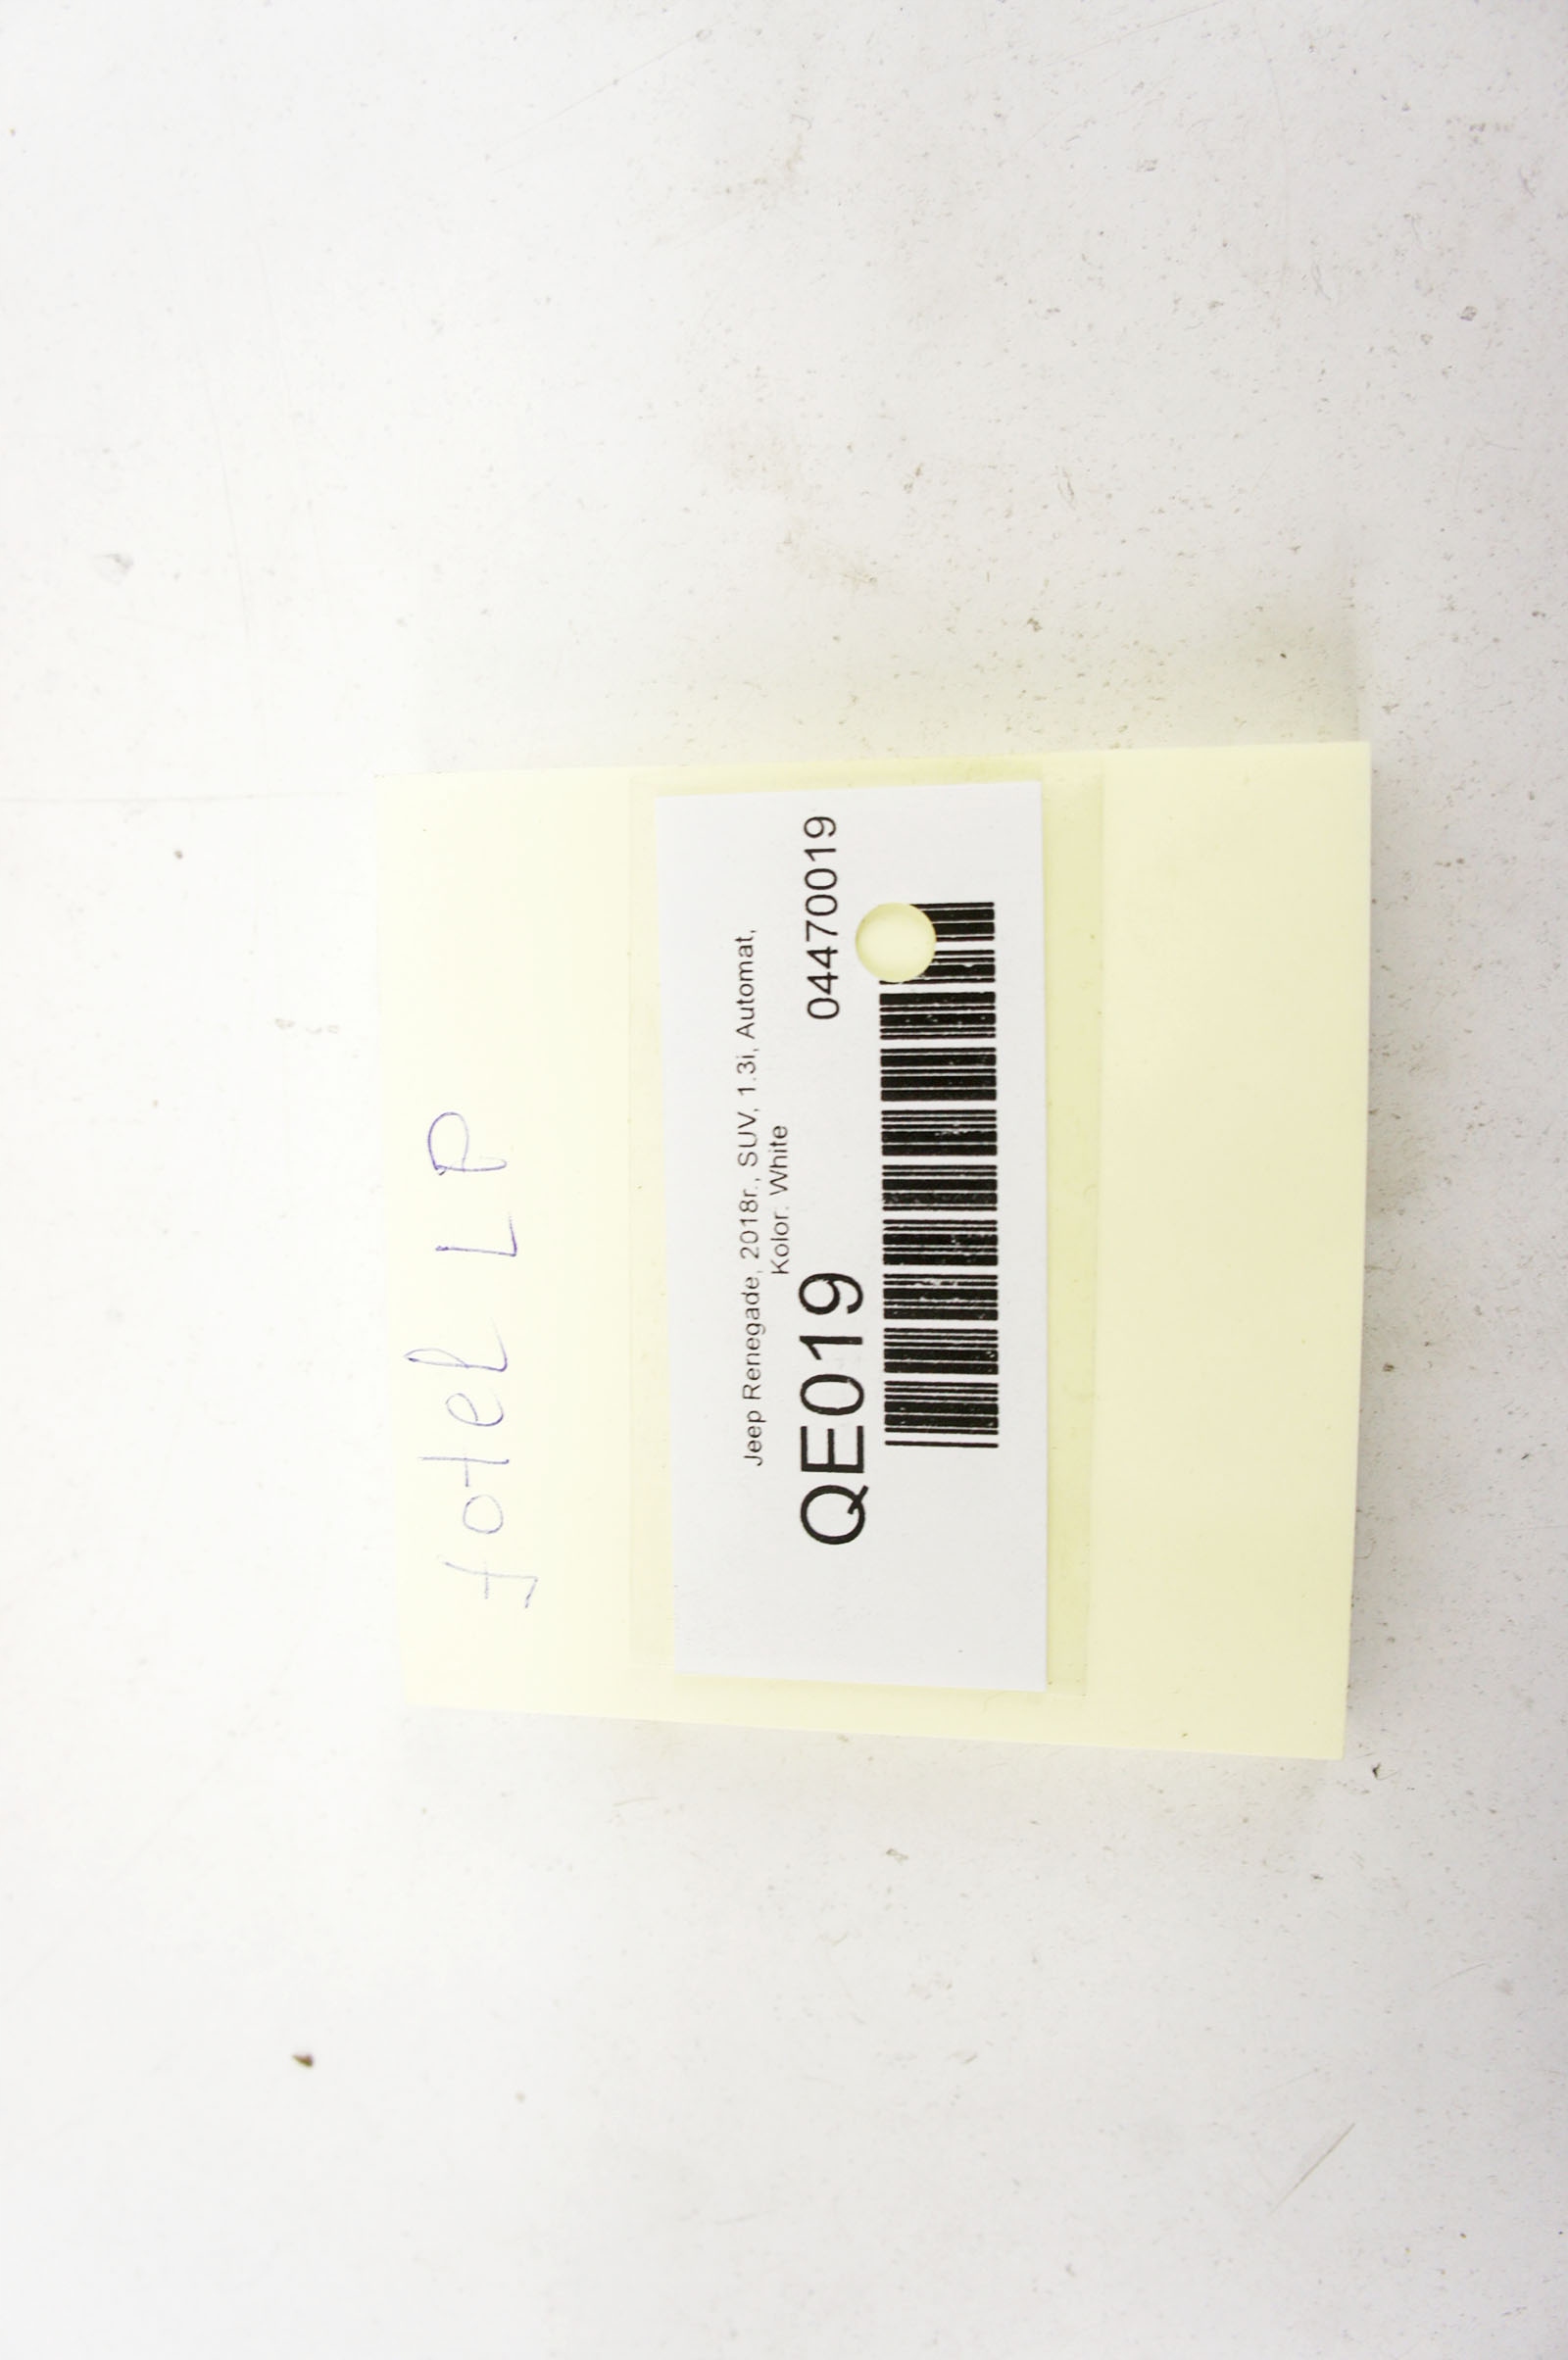 fotel LP
Jeep Renegade, 2018r., SUV, 1.3i, Automat,
Kolor: White
QE019 04470019